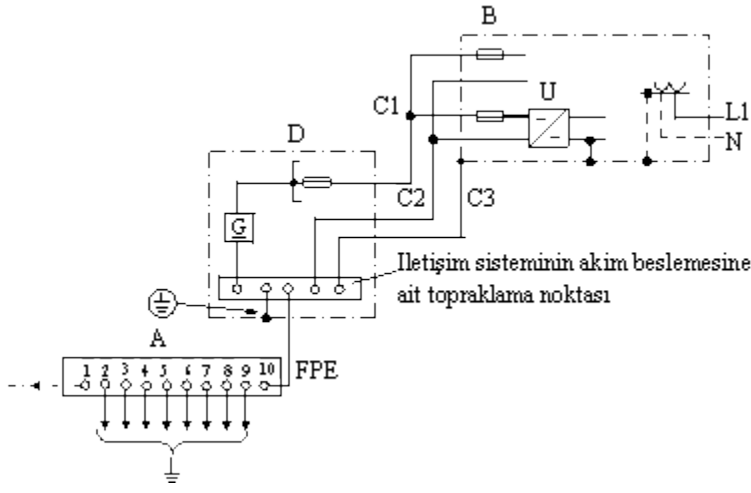 B
U
C1
L1
N
D
C2
C3
G
Iletişim sisteminin akim beslemesine
ait topraklama noktası
A
1 2 3 4 5 6 7 8 9 10
FPE